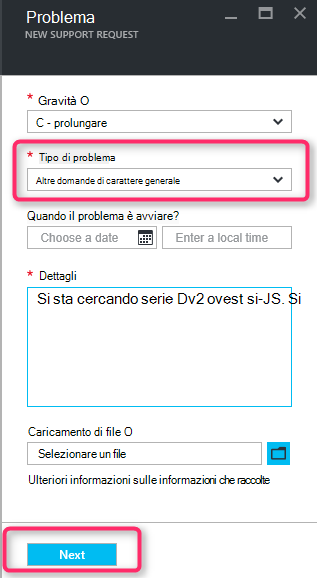 Problema
NEW SUPPORT REQUEST
* Gravità O
C - prolungare
* Tipo di problema
Altre domande di carattere generale
Quando il problema è avviare?
Choose a date Enter a local time
* Dettagli
Si sta cercando serie Dv2 ovest si-JS. Si
Caricamento di file O
Selezionare un file
Ulteriori informazioni sulle informazioni che raccolte
Next